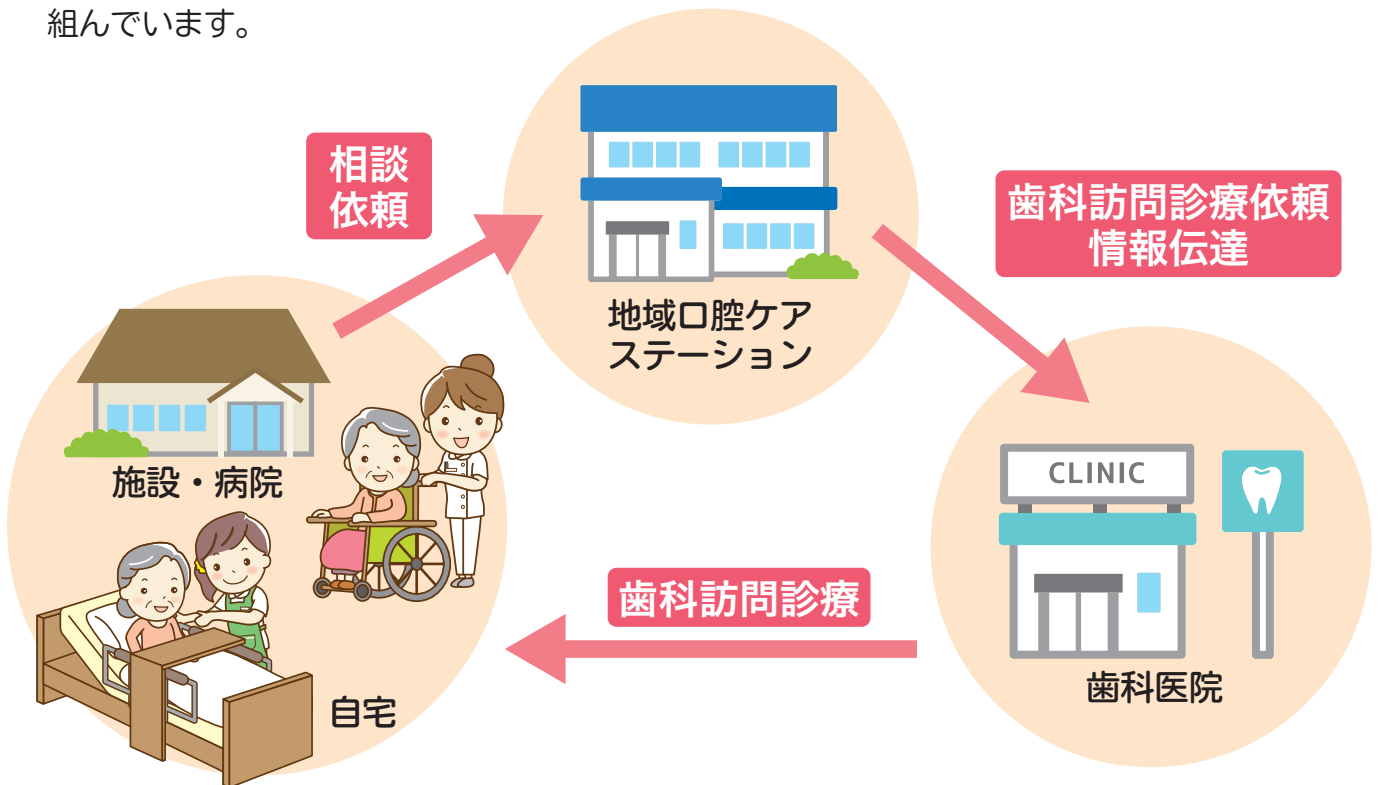 組んでいます。
相談
依頼
地域口腔ケア
ステーション
歯科訪問診療依頼
情報伝達
施設・病院
CLINIC
歯科訪問診療
歯科医院
自宅